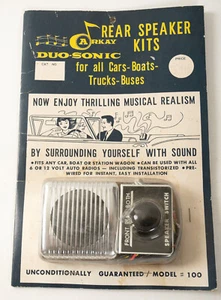 ARKAY
DUO-SONIC
REAR SPEAKER
KITS
for all Cars-Boats-
Trucks-Buses
CAT. NO.
PRICE
NOW ENJOY THRILLING MUSICAL REALISM
BY SURROUNDING YOURSELF WITH SOUND
•FITS ANY CAR, BOAT OR STATION WAGON •CAN BE USED WITH ALL
6 OR 12 VOLT AUTO RADIOS - INCLUDING TRANSISTORIZED •PRE-
WIRED FOR INSTANT, EASY INSTALLATION
FRONT
BOTH
REAR
SPEAKER SWITCH
UNCONDITIONALLY GUARANTEED / MODEL # 100